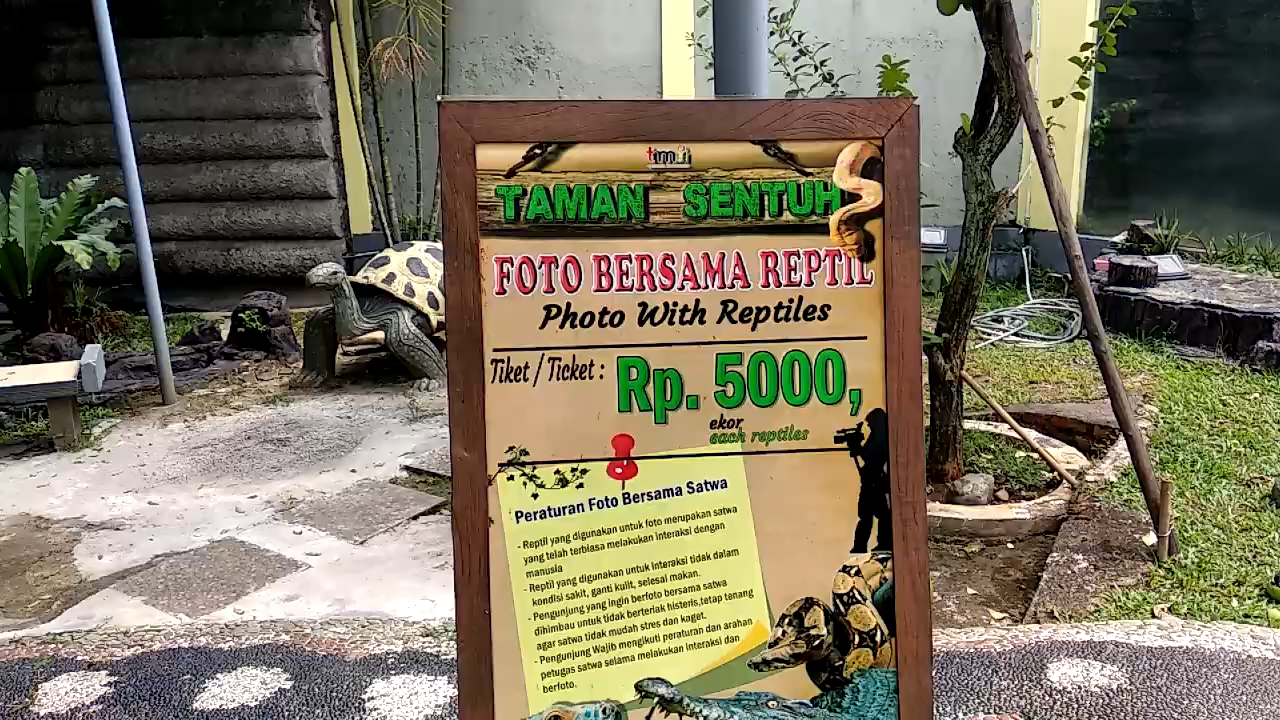 tmii
TAMAN SENTUH
FOTO BERSAMA REPTIL
Photo With Reptiles
Tiket / Ticket : Rp. 5000,
ekor
each reptiles
Peraturan Foto Bersama Satwa
- Reptil yang digunakan untuk foto merupakan satwa
yang telah terbiasa melakukan interaksi dengan
manusia
- Reptil yang digunakan untuk interaksi tidak dalam
kondisi sakit, ganti kulit, selesai makan.
- Pengunjung yang ingin berfoto bersama satwa
dihimbau untuk tidak berteriak histeris,tetap tenang
agar satwa tidak mudah stres dan kaget.
- Pengunjung Wajib mengikuti peraturan dan arahan
petugas satwa selama melakukan interaksi dan
berfoto.